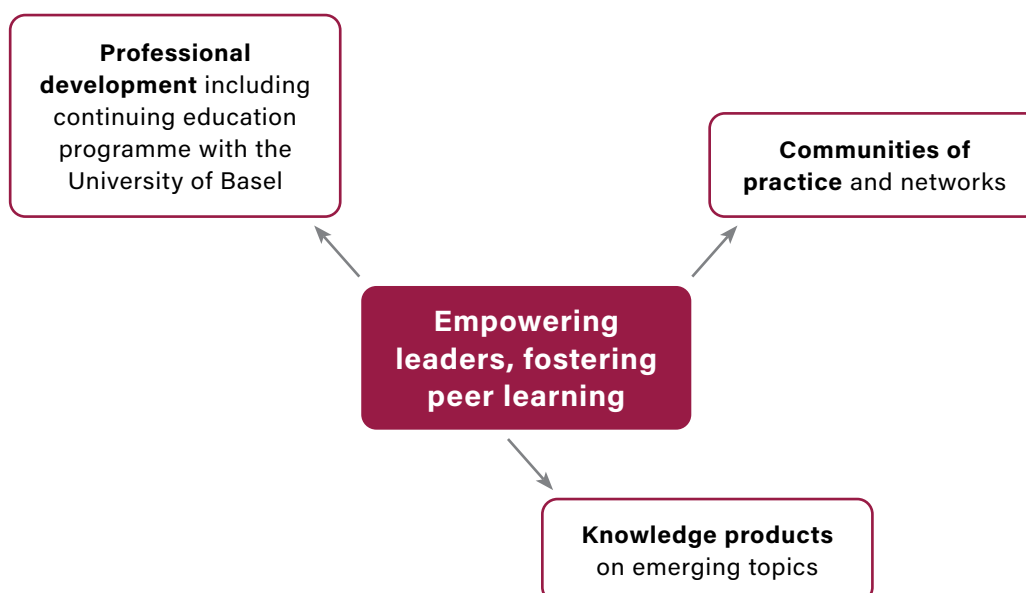 Professional
development including
continuing education
programme with the
University of Basel
Communities of
practice and networks
Empowering
leaders, fostering
peer learning
Knowledge products
on emerging topics